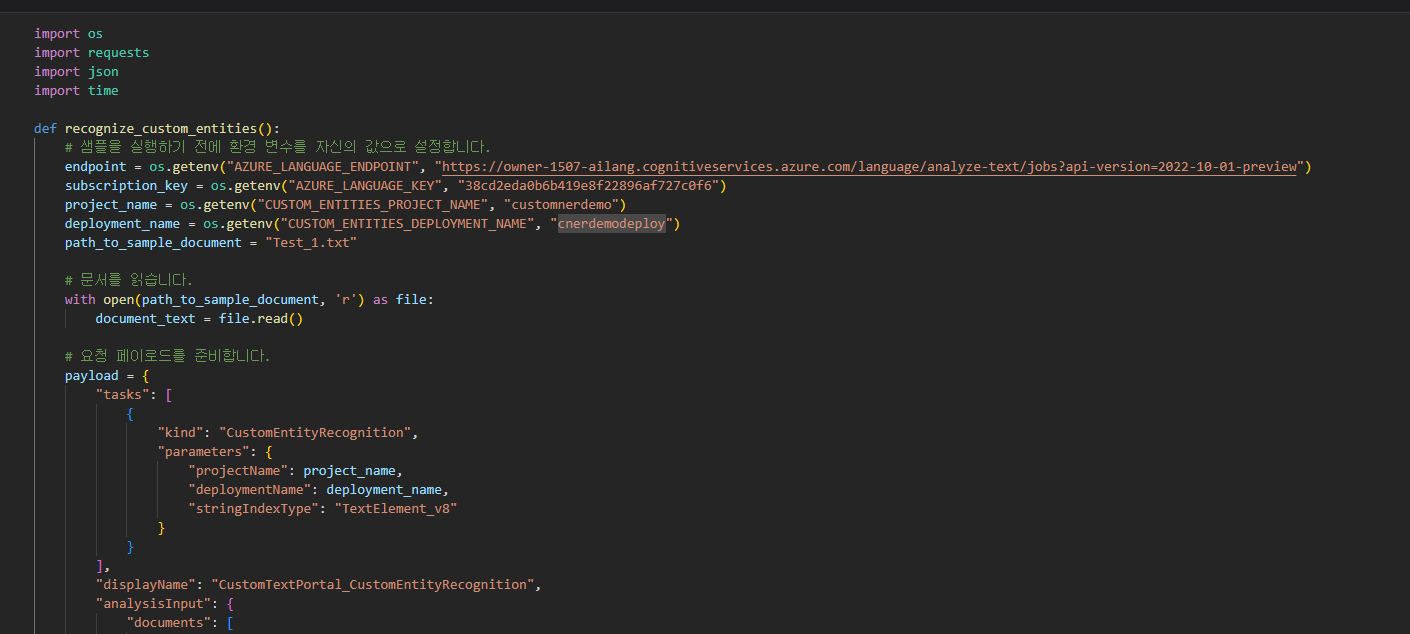 import os
import requests
import json
import time
def recognize_custom_entities():
# 샘플을 실행하기 전에 환경 변수를 자신의 값으로 설정합니다.
endpoint = os.getenv("AZURE_LANGUAGE_ENDPOINT", "https://owner-1507-ailang.cognitiveservices.azure.com/language/analyze-text/jobs?api-version=2022-10-01-preview")
subscription_key = os.getenv("AZURE_LANGUAGE_KEY", "38cd2eda0b6b419e8f22896af727c0f6")
project_name = os.getenv("CUSTOM_ENTITIES_PROJECT_NAME", "customnerdemo")
deployment_name = os.getenv("CUSTOM_ENTITIES_DEPLOYMENT_NAME", "cnerdemodeploy")
path_to_sample_document = "Test_1.txt"
# 문서를 읽습니다.
with open(path_to_sample_document, 'r') as file:
document_text = file.read()
# 요청 페이로드를 준비합니다.
payload = {
"tasks": [
{
"kind": "CustomEntityRecognition",
"parameters": {
"projectName": project_name,
"deploymentName": deployment_name,
"stringIndexType": "TextElement_v8"
}
}
],
"displayName": "CustomTextPortal_CustomEntityRecognition",
"analysisInput": {
"documents": [